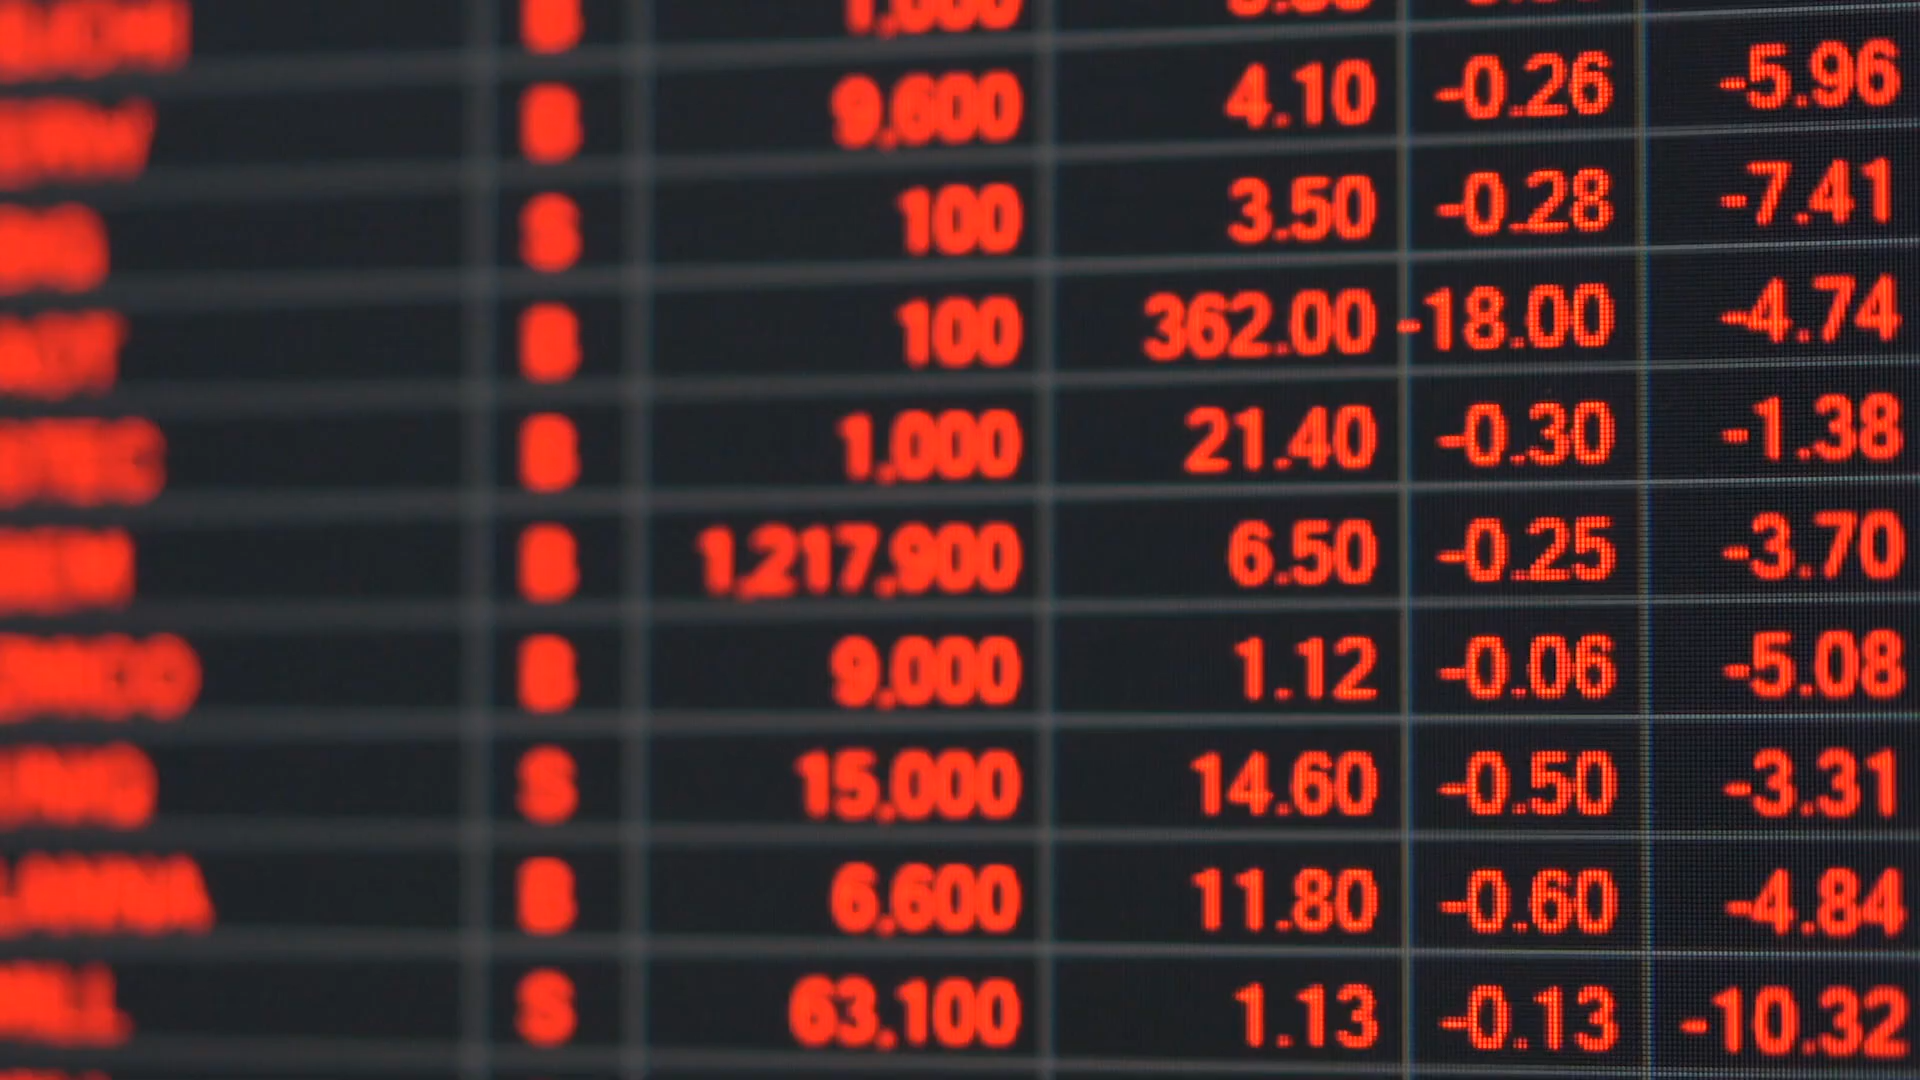 1,000
B 9,600 4.10 -0.26 -5.96
S 100 3.50 -0.28 -7.41
B 100 362.00 -18.00 -4.74
B 1,000 21.40 -0.30 -1.38
B 1,217,900 6.50 -0.25 -3.70
B 9,000 1.12 -0.06 -5.08
S 15,000 14.60 -0.50 -3.31
B 6,600 11.80 -0.60 -4.84
S 63,100 1.13 -0.13 -10.32